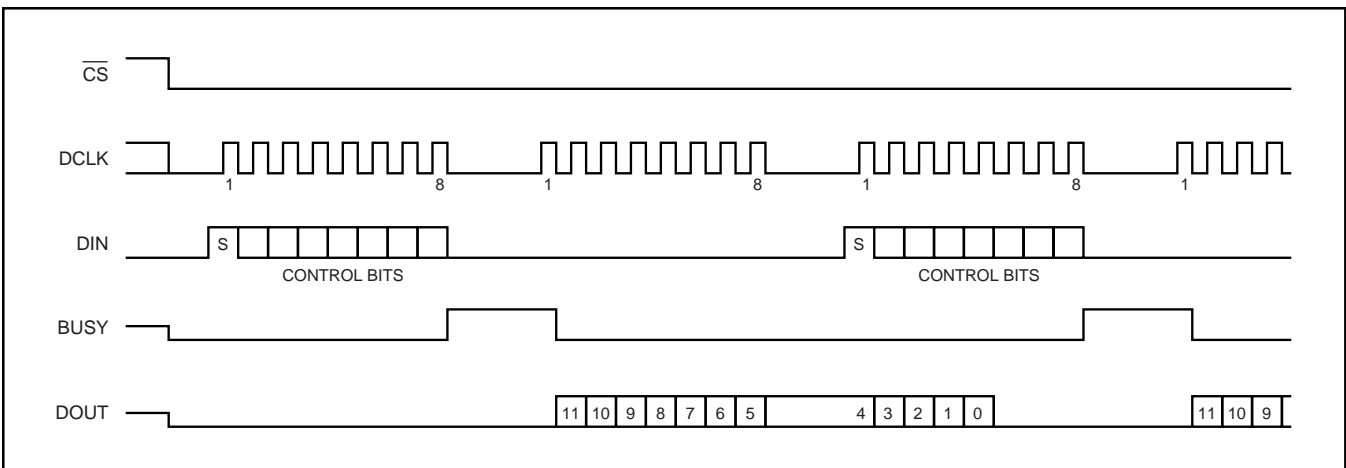 CS
DCLK
1 8 1 8 1 8 1
DIN
S S
CONTROL BITS CONTROL BITS
BUSY
DOUT
11 10 9 8 7 6 5 4 3 2 1 0 11 10 9